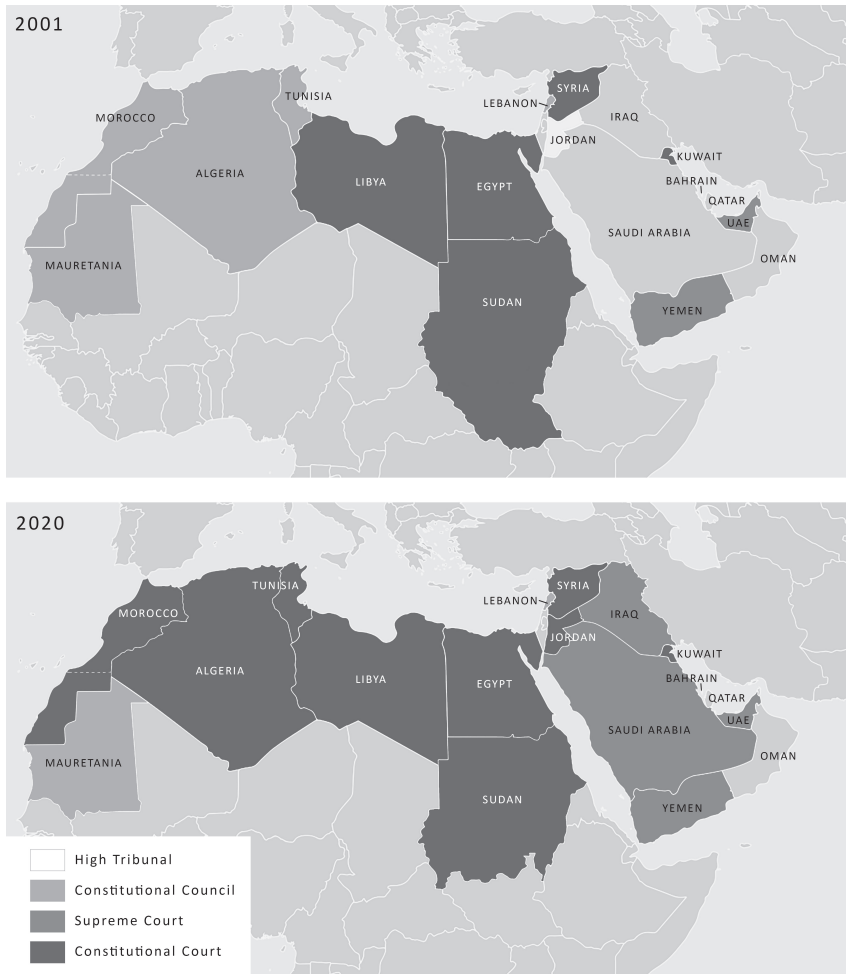 2001
TUNISIA
SYRIA
LEBANON
MOROCCO
IRAQ
JORDAN
KUWAIT
ALGERIA
LIBYA
EGYPT
BAHRAIN
QATAR
UAE
SAUDI ARABIA
MAURETANIA
OMAN
SUDAN
YEMEN
2020
TUNISIA
SYRIA
LEBANON
MOROCCO
IRAQ
JORDAN
KUWAIT
ALGERIA
LIBYA
EGYPT
BAHRAIN
QATAR
UAE
SAUDI ARABIA
MAURETANIA
OMAN
SUDAN
YEMEN
High Tribunal
Constitutional Council
Supreme Court
Constitutional Court